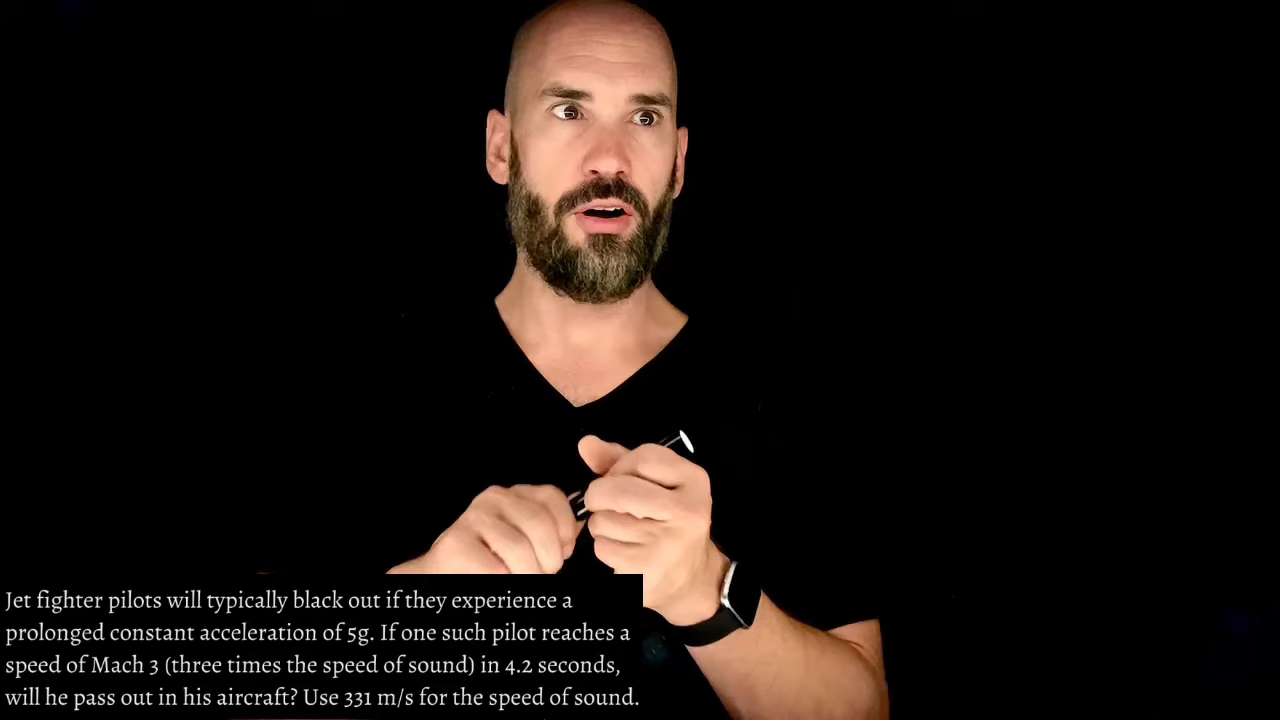 Jet fighter pilots will typically black out if they experience a
prolonged constant acceleration of 5g. If one such pilot reaches a
speed of Mach 3 (three times the speed of sound) in 4.2 seconds,
will he pass out in his aircraft? Use 331 m/s for the speed of sound.